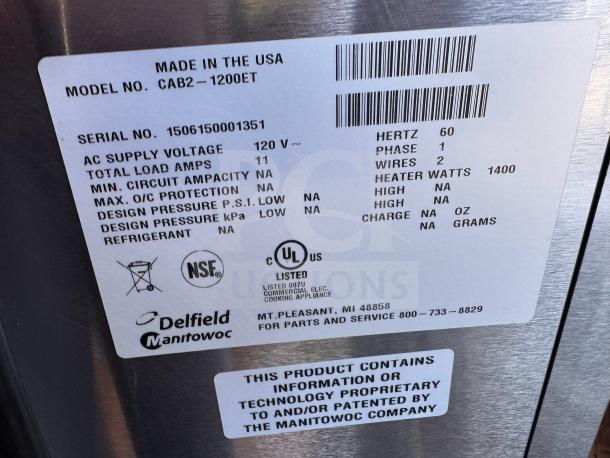 MADE IN THE USA
MODEL NO. CAB2-1200ET
SERIAL NO. 1506150001351
AC SUPPLY VOLTAGE 120 V~ HERTZ 60
TOTAL LOAD AMPS 11 PHASE 1
MIN. CIRCUIT AMPACITY NA WIRES 2
MAX. O/C PROTECTION NA HEATER WATTS 1400
DESIGN PRESSURE P.S.I. LOW NA HIGH NA
DESIGN PRESSURE kPa LOW NA HIGH NA
REFRIGERANT NA CHARGE NA OZ
NA GRAMS
NSF®
C UL US
LISTED
LISTED 007U
COMMERCIAL ELEC.
COOKING APPLIANCE
Delfield
Manitowoc
MT.PLEASANT, MI 48858
FOR PARTS AND SERVICE 800-733-8829
PCI
AUCTIONS
THIS PRODUCT CONTAINS
INFORMATION OR
TECHNOLOGY PROPRIETARY
TO AND/OR PATENTED BY
THE MANITOWOC COMPANY